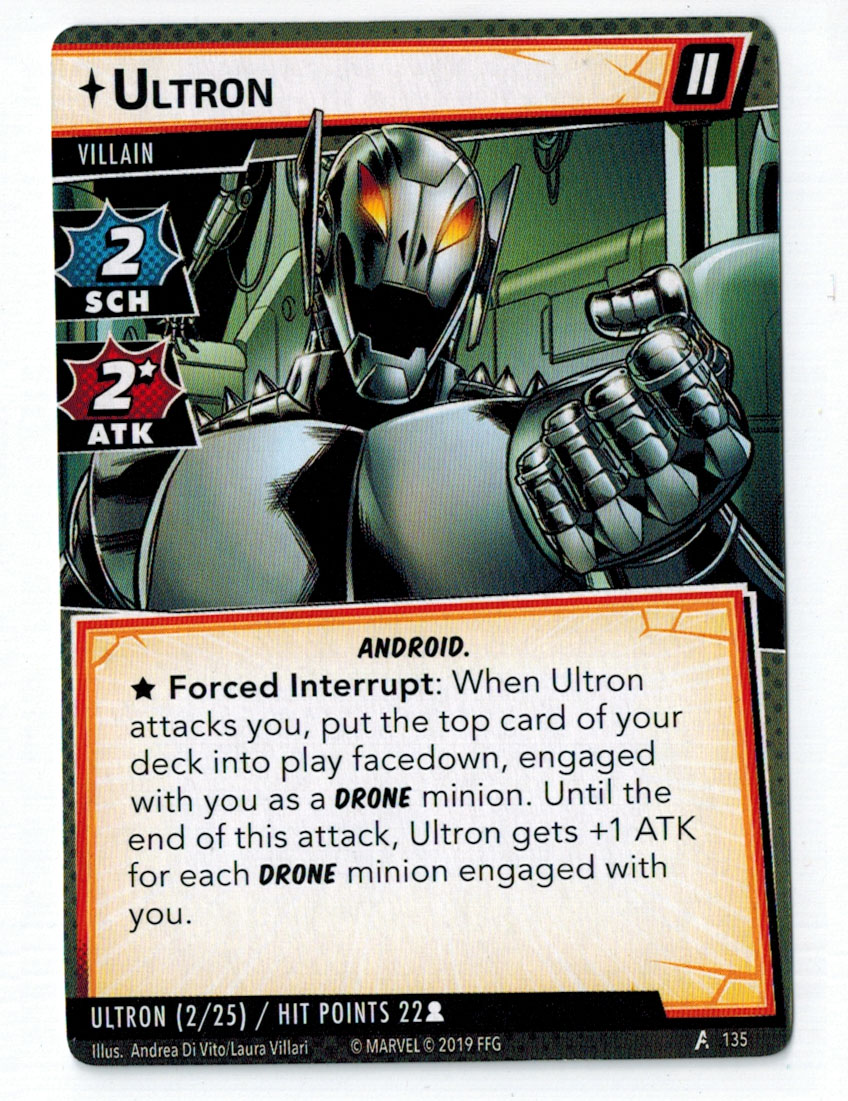 ULTRON
II
VILLAIN
2
SCH
2
ATK
ANDROID.
★ Forced Interrupt: When Ultron
attacks you, put the top card of your
deck into play facedown, engaged
with you as a DRONE minion. Until the
end of this attack, Ultron gets +1 ATK
for each DRONE minion engaged with
you.
ULTRON (2/25) / HIT POINTS 22
Illus. Andrea Di Vito/Laura Villari © MARVEL © 2019 FFG 135